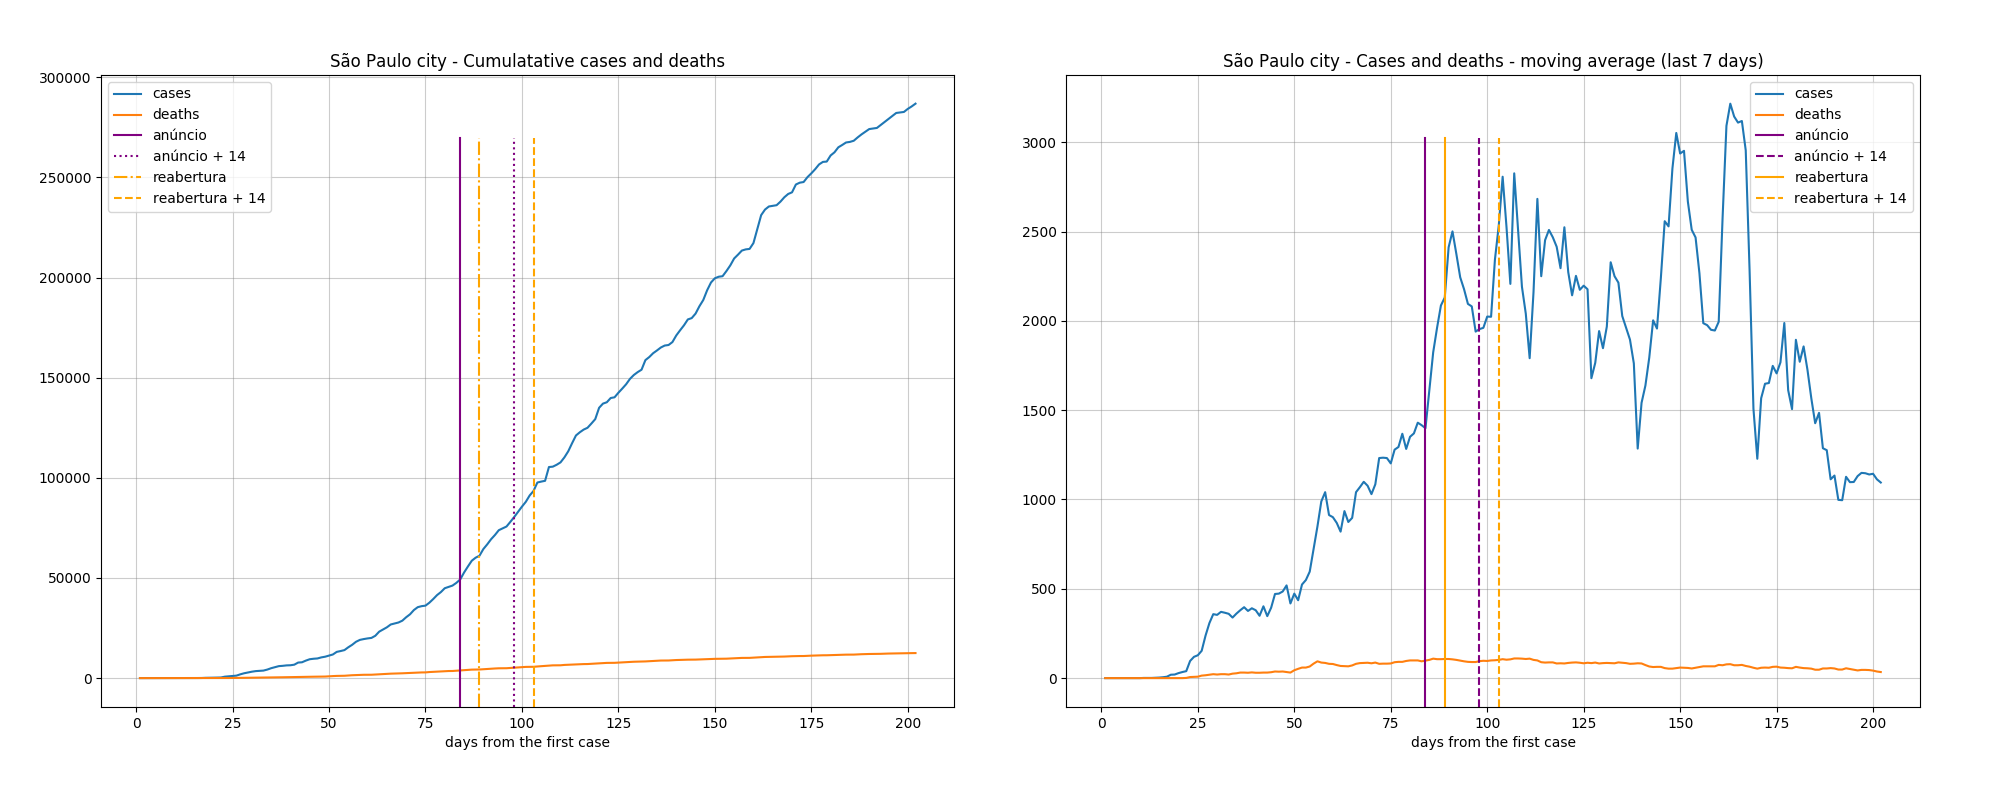 São Paulo city - Cumulatative cases and deaths
300000
250000
200000
150000
100000
50000
0
cases
deaths
anúncio
anúncio + 14
reabertura
reabertura + 14
0 25 50 75 100 125 150 175 200
days from the first case
São Paulo city - Cases and deaths - moving average (last 7 days)
3000
2500
2000
1500
1000
500
0
cases
deaths
anúncio
anúncio + 14
reabertura
reabertura + 14
0 25 50 75 100 125 150 175 200
days from the first case